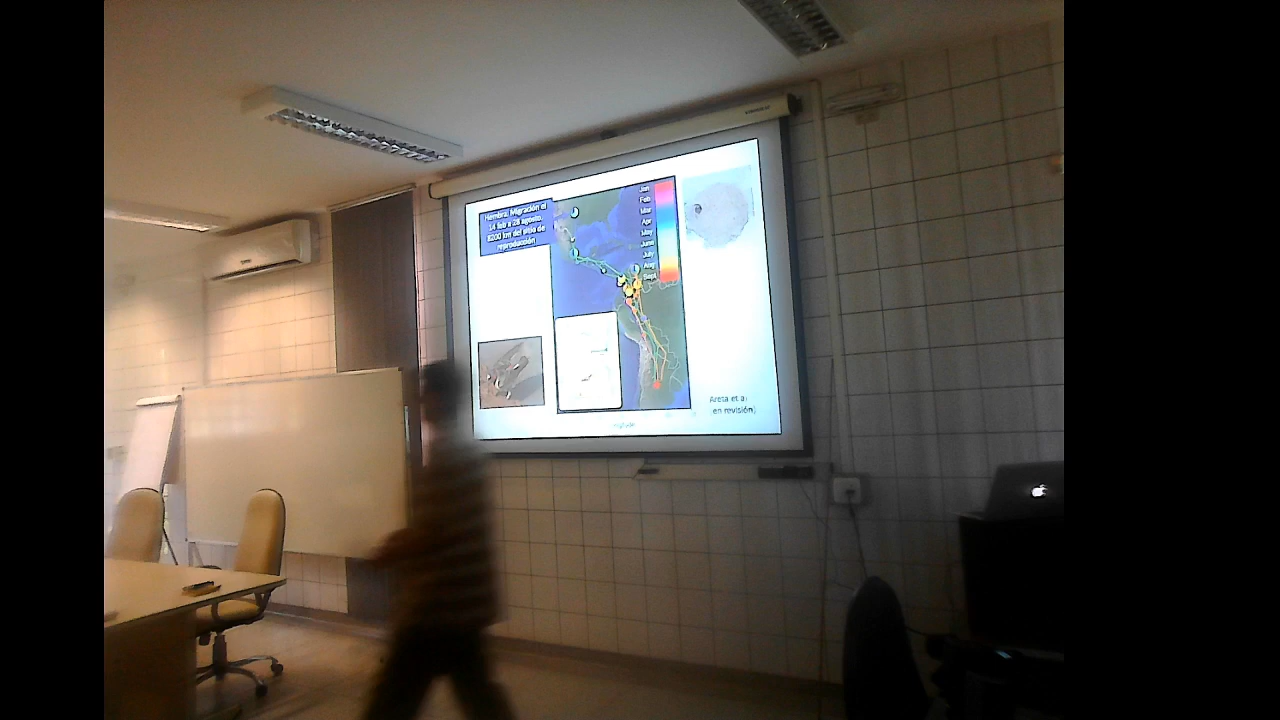 Hembra: Migración el
14 feb a 28 agosto.
8200 km del sitio de
reproducción
Jan
Feb
Mar
Apr
May
June
July
Aug
Sept
Areta et al
en revisión)